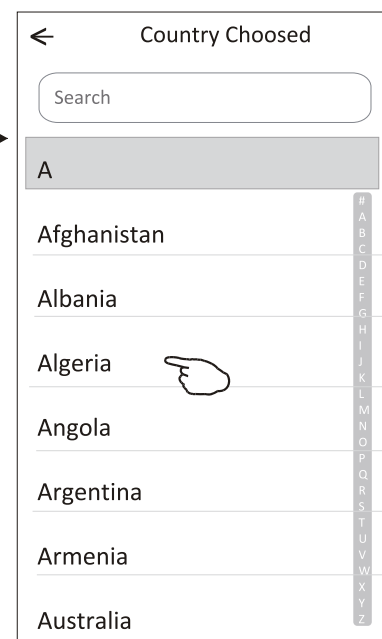 Country Choosed
Search
A
Afghanistan
Albania
Algeria
Angola
Argentina
Armenia
Australia
#
A
B
C
D
E
F
G
H
I
J
K
L
M
N
O
P
Q
R
S
T
U
V
W
X
Y
Z